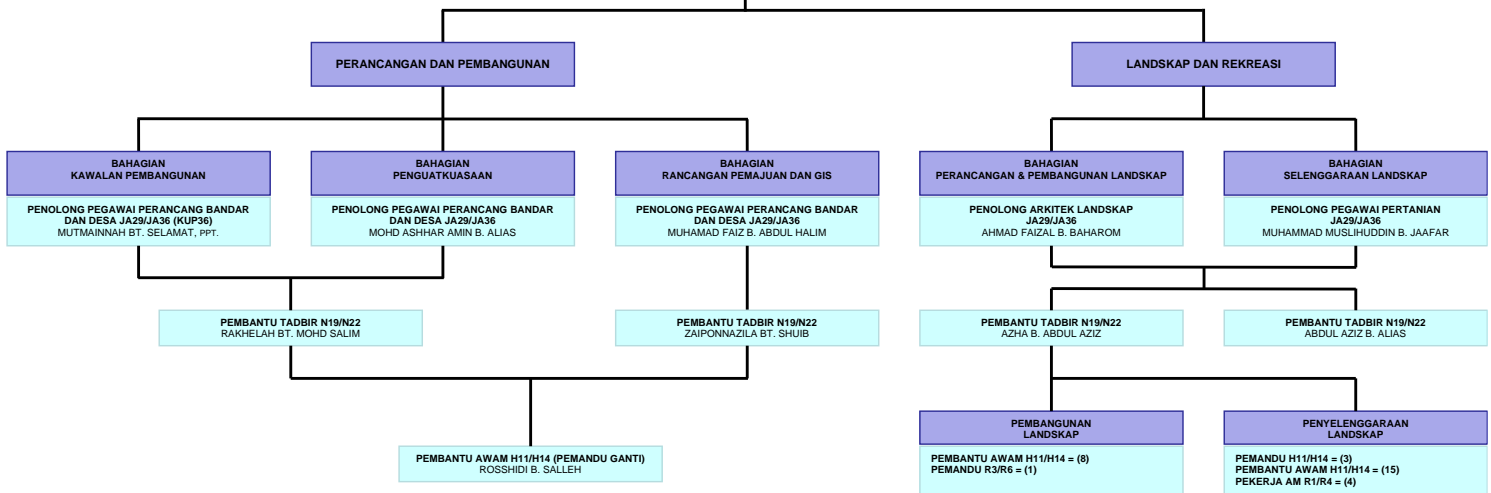 PERANCANGAN DAN PEMBANGUNAN
LANDSKAP DAN REKREASI
BAHAGIAN
KAWALAN PEMBANGUNAN
BAHAGIAN
PENGUATKUASAAN
BAHAGIAN
RANCANGAN PEMAJUAN DAN GIS
BAHAGIAN
PERANCANGAN & PEMBANGUNAN LANDSKAP
BAHAGIAN
SELENGGARAAN LANDSKAP
PENOLONG PEGAWAI PERANCANG BANDAR
DAN DESA JA29/JA36 (KUP36)
MUTMAINNAH BT. SELAMAT, PPT.
PENOLONG PEGAWAI PERANCANG BANDAR
DAN DESA JA29/JA36
MOHD ASHHAR AMIN B. ALIAS
PENOLONG PEGAWAI PERANCANG BANDAR
DAN DESA JA29/JA36
MUHAMAD FAIZ B. ABDUL HALIM
PENOLONG ARKITEK LANDSKAP
JA29/JA36
AHMAD FAIZAL B. BAHAROM
PENOLONG PEGAWAI PERTANIAN
JA29/JA36
MUHAMMAD MUSLIHUDDIN B. JAAFAR
PEMBANTU TADBIR N19/N22
RAKHELAH BT. MOHD SALIM
PEMBANTU TADBIR N19/N22
ZAIPONNAZILA BT. SHUIB
PEMBANTU TADBIR N19/N22
AZHA B. ABDUL AZIZ
PEMBANTU TADBIR N19/N22
ABDUL AZIZ B. ALIAS
PEMBANTU AWAM H11/H14 (PEMANDU GANTI)
ROSSHIDI B. SALLEH
PEMBANGUNAN
LANDSKAP
PEMBANTU AWAM H11/H14 = (8)
PEMANDU R3/R6 = (1)
PENYELENGGARAAN
LANDSKAP
PEMANDU H11/H14 = (3)
PEMBANTU AWAM H11/H14 = (15)
PEKERJA AM R1/R4 = (4)